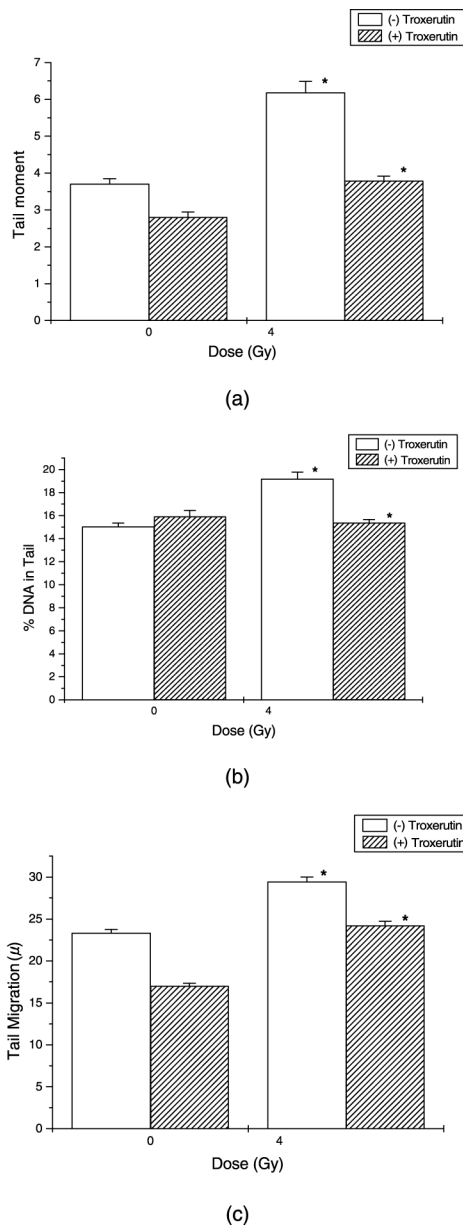 (-) Troxerutin
(+) Troxerutin
7
6
5
4
3
2
1
0
Tail moment
*
*
0 4
Dose (Gy)
(a)
(-) Troxerutin
(+) Troxerutin
20
18
16
14
12
10
8
6
4
2
0
% DNA in Tail
*
*
0 4
Dose (Gy)
(b)
(-) Troxerutin
(+) Troxerutin
30
25
20
15
10
5
0
Tail Migration (μ)
*
*
0 4
Dose (Gy)
(c)